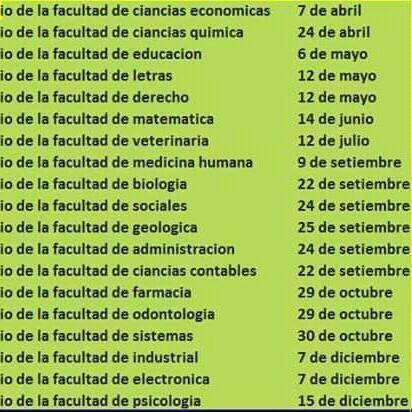 io de la facultad de ciancias economicas 7 de abril
io de la facultad de ciancias quimica 24 de abril
io de la facultad de educacion 6 de mayo
io de la facultad de letras 12 de mayo
io de la facultad de derecho 12 de mayo
io de la facultad de matematica 14 de junio
io de la facultad de veterinaria 12 de julio
io de la facultad de medicina humana 9 de setiembre
io de la facultad de biologia 22 de setiembre
io de la facultad de sociales 24 de setiembre
io de la facultad de geologica 25 de setiembre
io de la facultad de administracion 24 de setiembre
io de la facultad de ciancias contables 22 de setiembre
io de la facultad de farmacia 29 de octubre
io de la facultad de odontologia 29 de octubre
io de la facultad de sistemas 30 de octubre
io de la facultad de industrial 7 de diciembre
io de la facultad de electronica 7 de diciembre
io de la facultad de psicologia 15 de diciembre